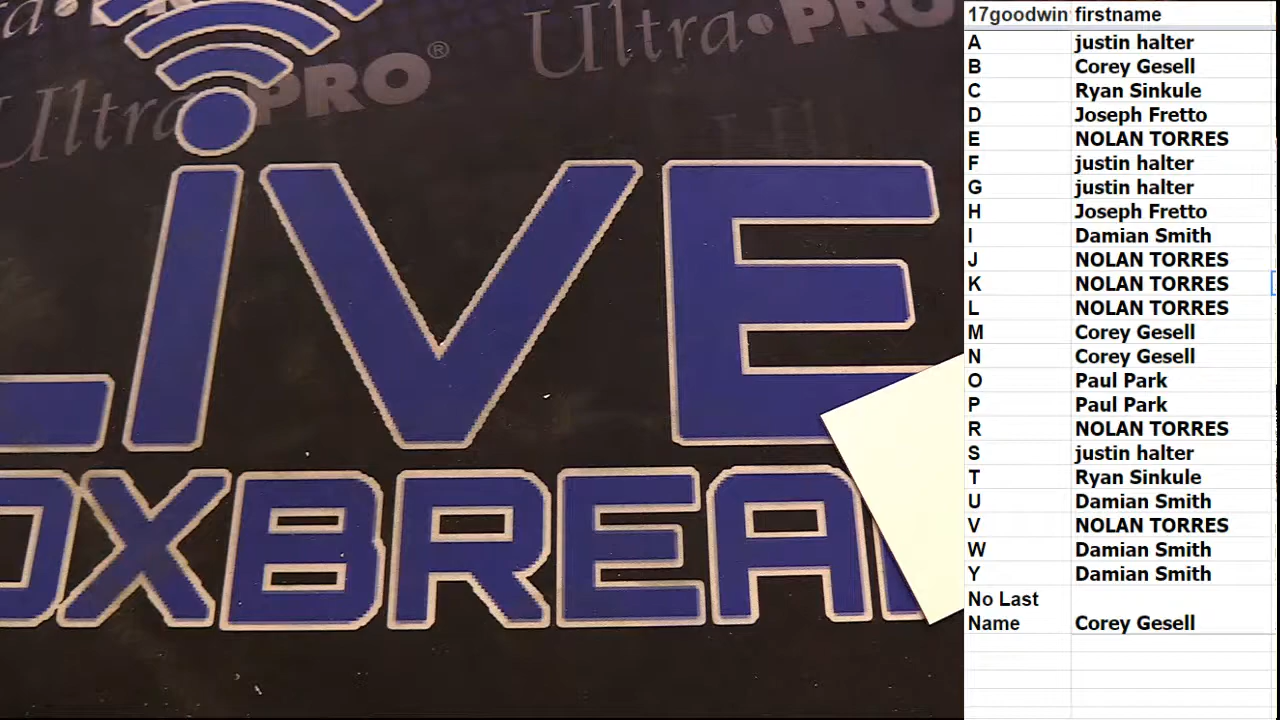 Ultra PRO
Ultra•PRO
Ultra PRO®
LiVE
OXBREA
17goodwin firstname
A justin halter
B Corey Gesell
C Ryan Sinkule
D Joseph Fretto
E NOLAN TORRES
F justin halter
G justin halter
H Joseph Fretto
I Damian Smith
J NOLAN TORRES
K NOLAN TORRES
L NOLAN TORRES
M Corey Gesell
N Corey Gesell
O Paul Park
P Paul Park
R NOLAN TORRES
S justin halter
T Ryan Sinkule
U Damian Smith
V NOLAN TORRES
W Damian Smith
Y Damian Smith
No Last
Name Corey Gesell